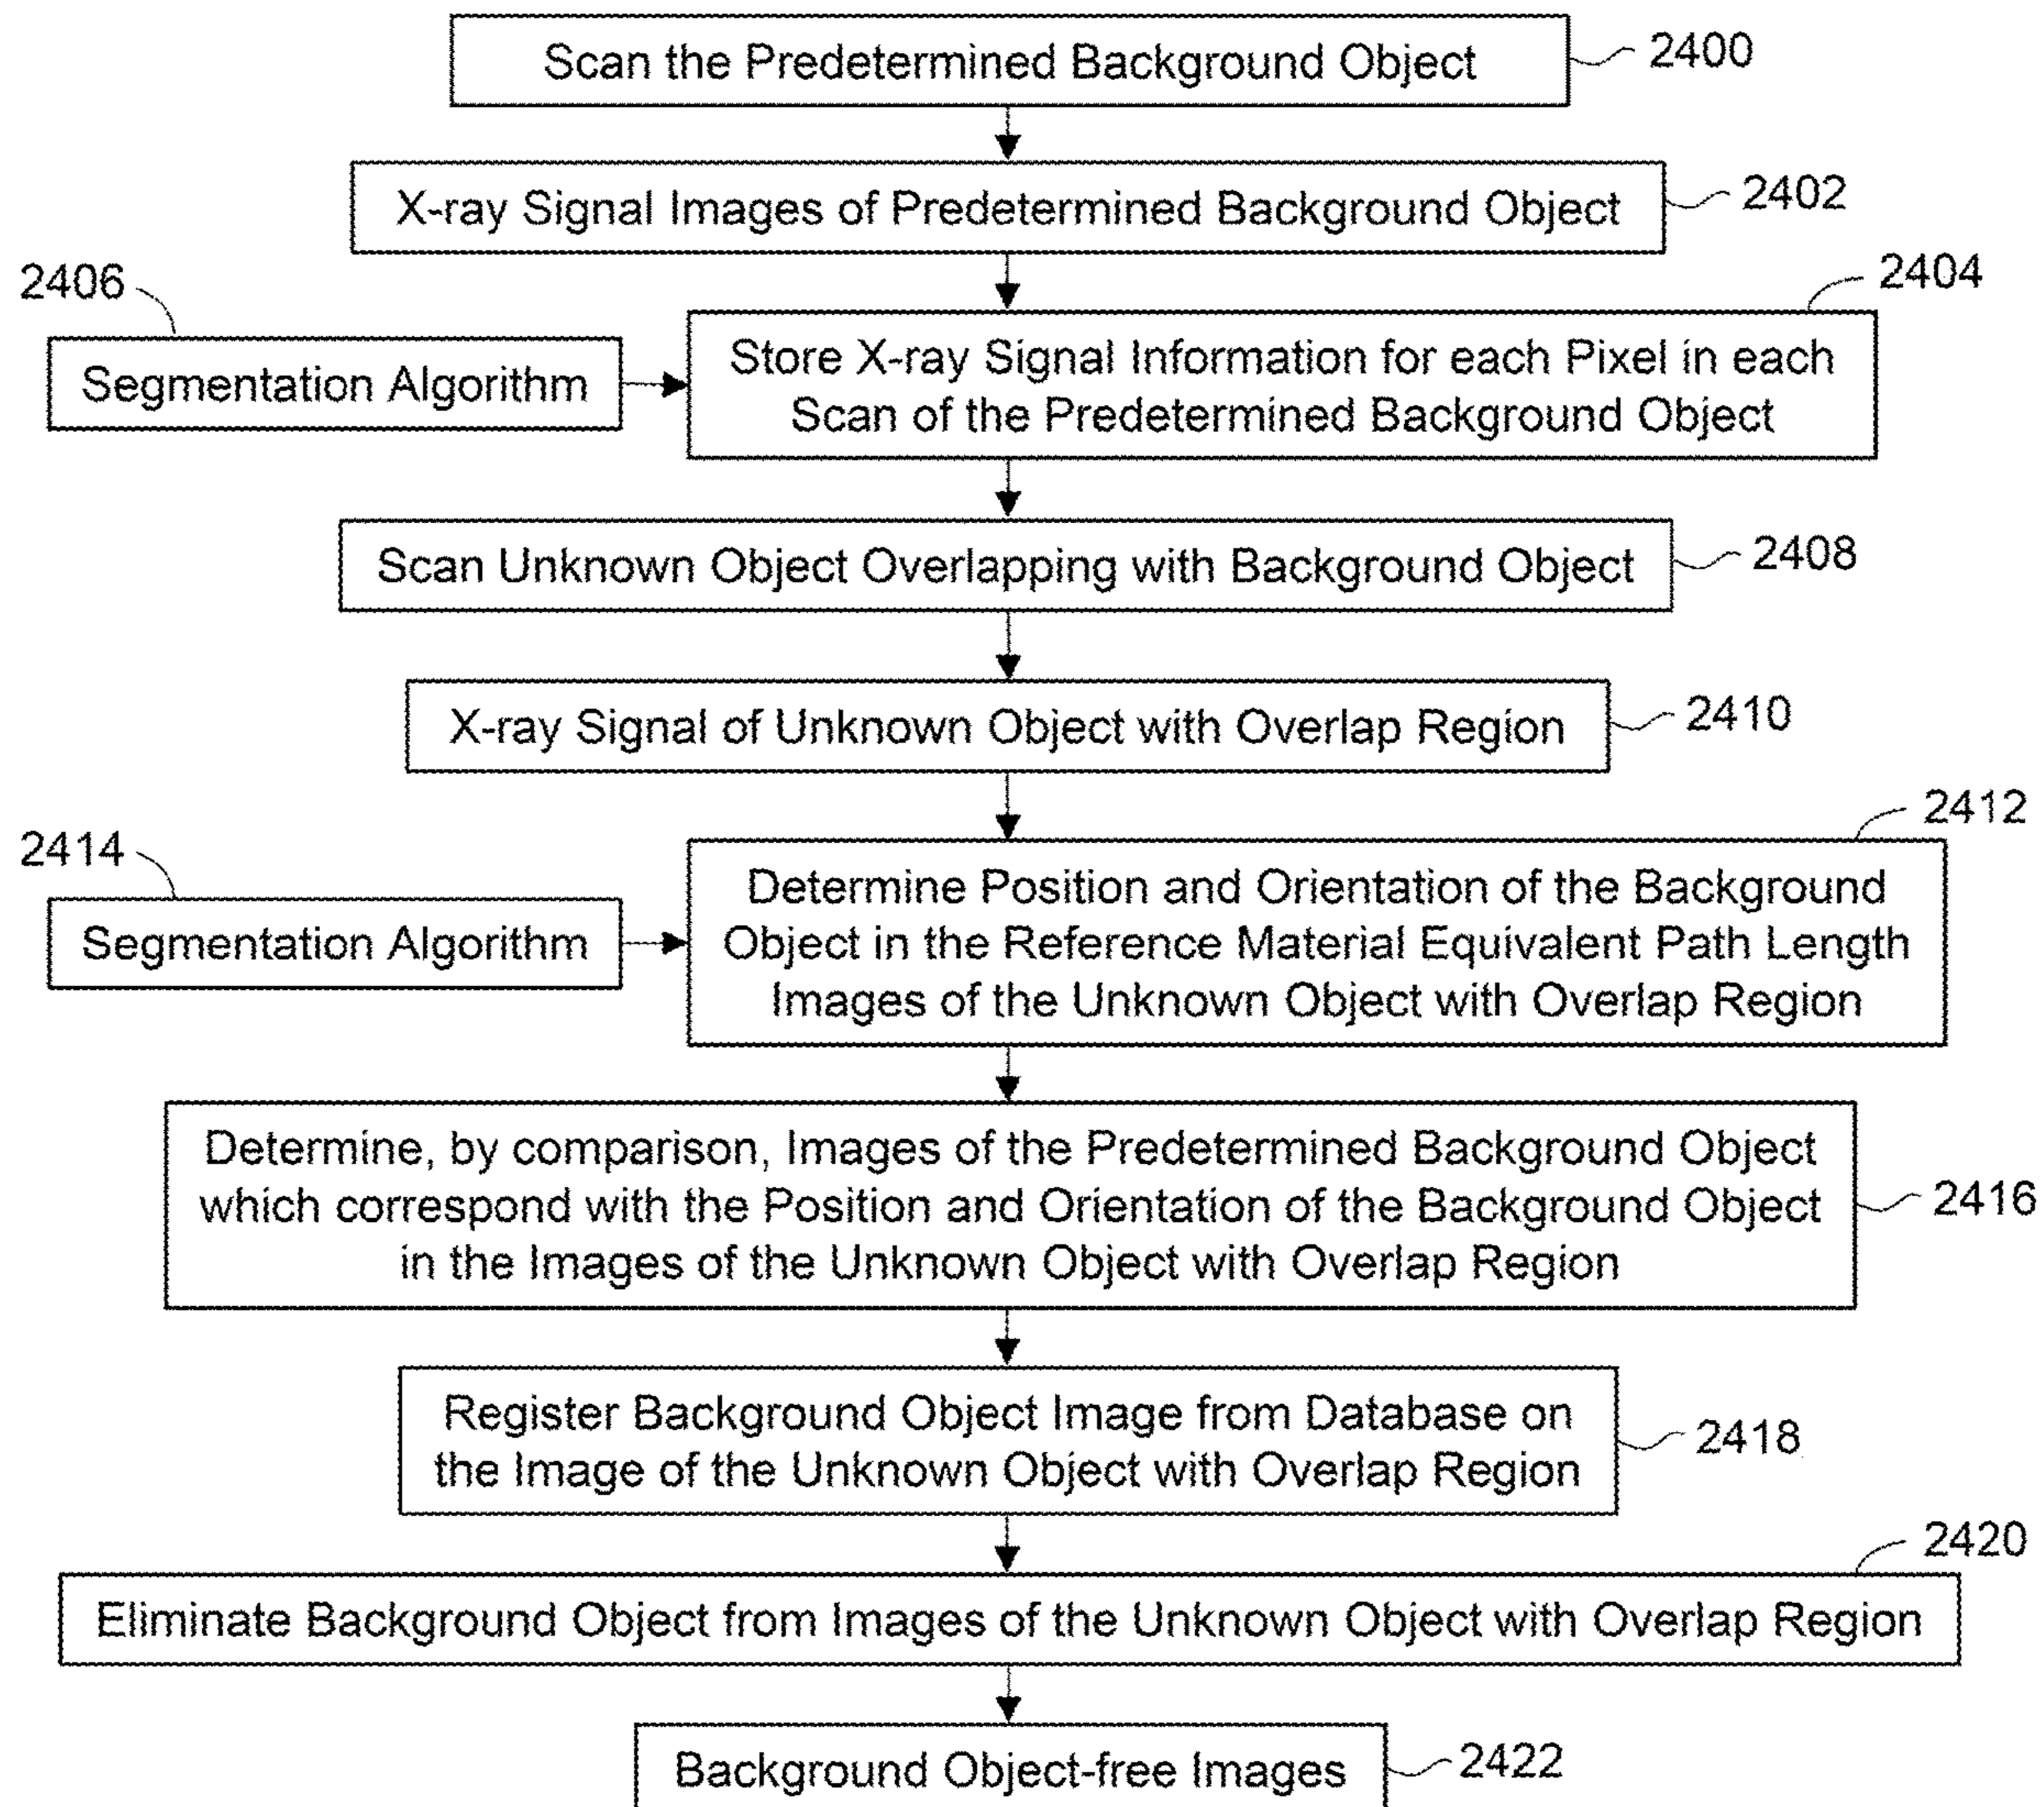 Scan the Predetermined Background Object
2400
X-ray Signal Images of Predetermined Background Object
2402
2406
2404
Segmentation Algorithm
Store X-ray Signal Information for each Pixel in each
Scan of the Predetermined Background Object
Scan Unknown Object Overlapping with Background Object
2408
X-ray Signal of Unknown Object with Overlap Region
2410
2412
2414
Segmentation Algorithm
Determine Position and Orientation of the Background
Object in the Reference Material Equivalent Path Length
Images of the Unknown Object with Overlap Region
Determine, by comparison, Images of the Predetermined Background Object
which correspond with the Position and Orientation of the Background Object
in the Images of the Unknown Object with Overlap Region
2416
Register Background Object Image from Database on
the Image of the Unknown Object with Overlap Region
2418
2420
Eliminate Background Object from Images of the Unknown Object with Overlap Region
Background Object-free Images
2422